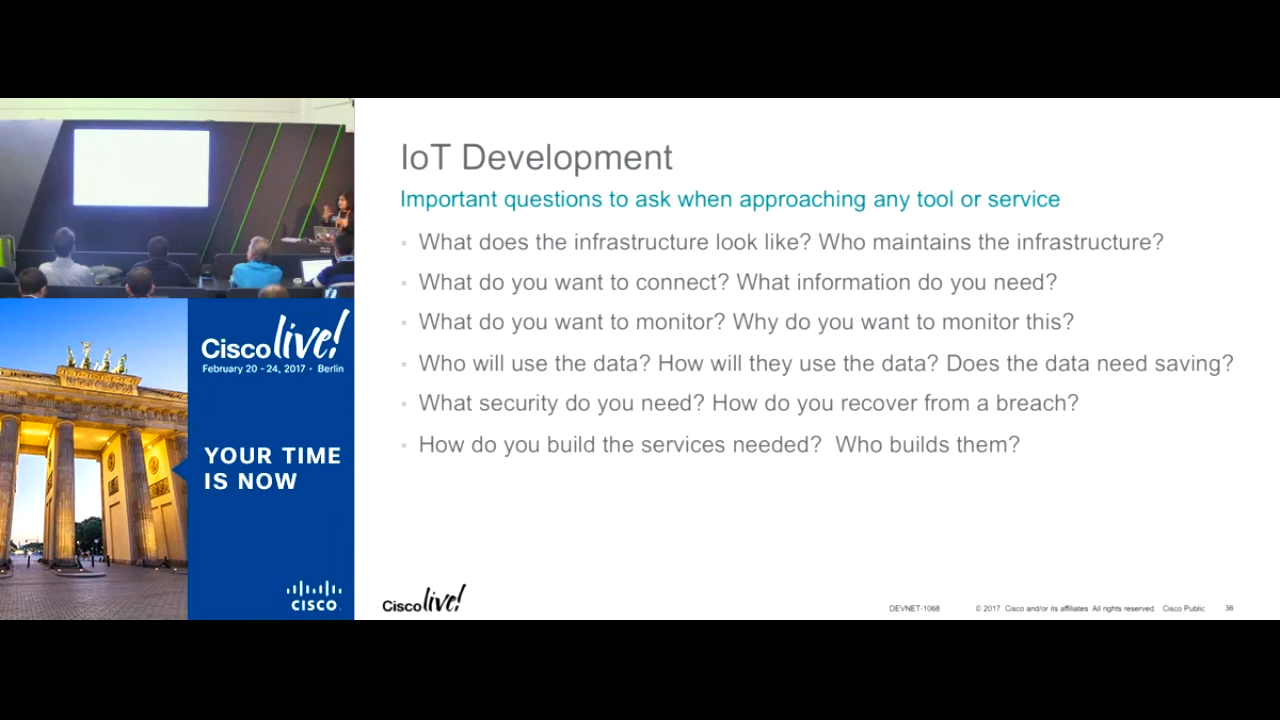 IoT Development
Important questions to ask when approaching any tool or service
▪ What does the infrastructure look like? Who maintains the infrastructure?
▪ What do you want to connect? What information do you need?
▪ What do you want to monitor? Why do you want to monitor this?
▪ Who will use the data? How will they use the data? Does the data need saving?
▪ What security do you need? How do you recover from a breach?
▪ How do you build the services needed?  Who builds them?
Cisco live!
February 20 - 24, 2017 • Berlin
YOUR TIME
IS NOW
CISCO.
Cisco live!
DEVNET-1068
© 2017 Cisco and/or its affiliates. All rights reserved. Cisco Public
36